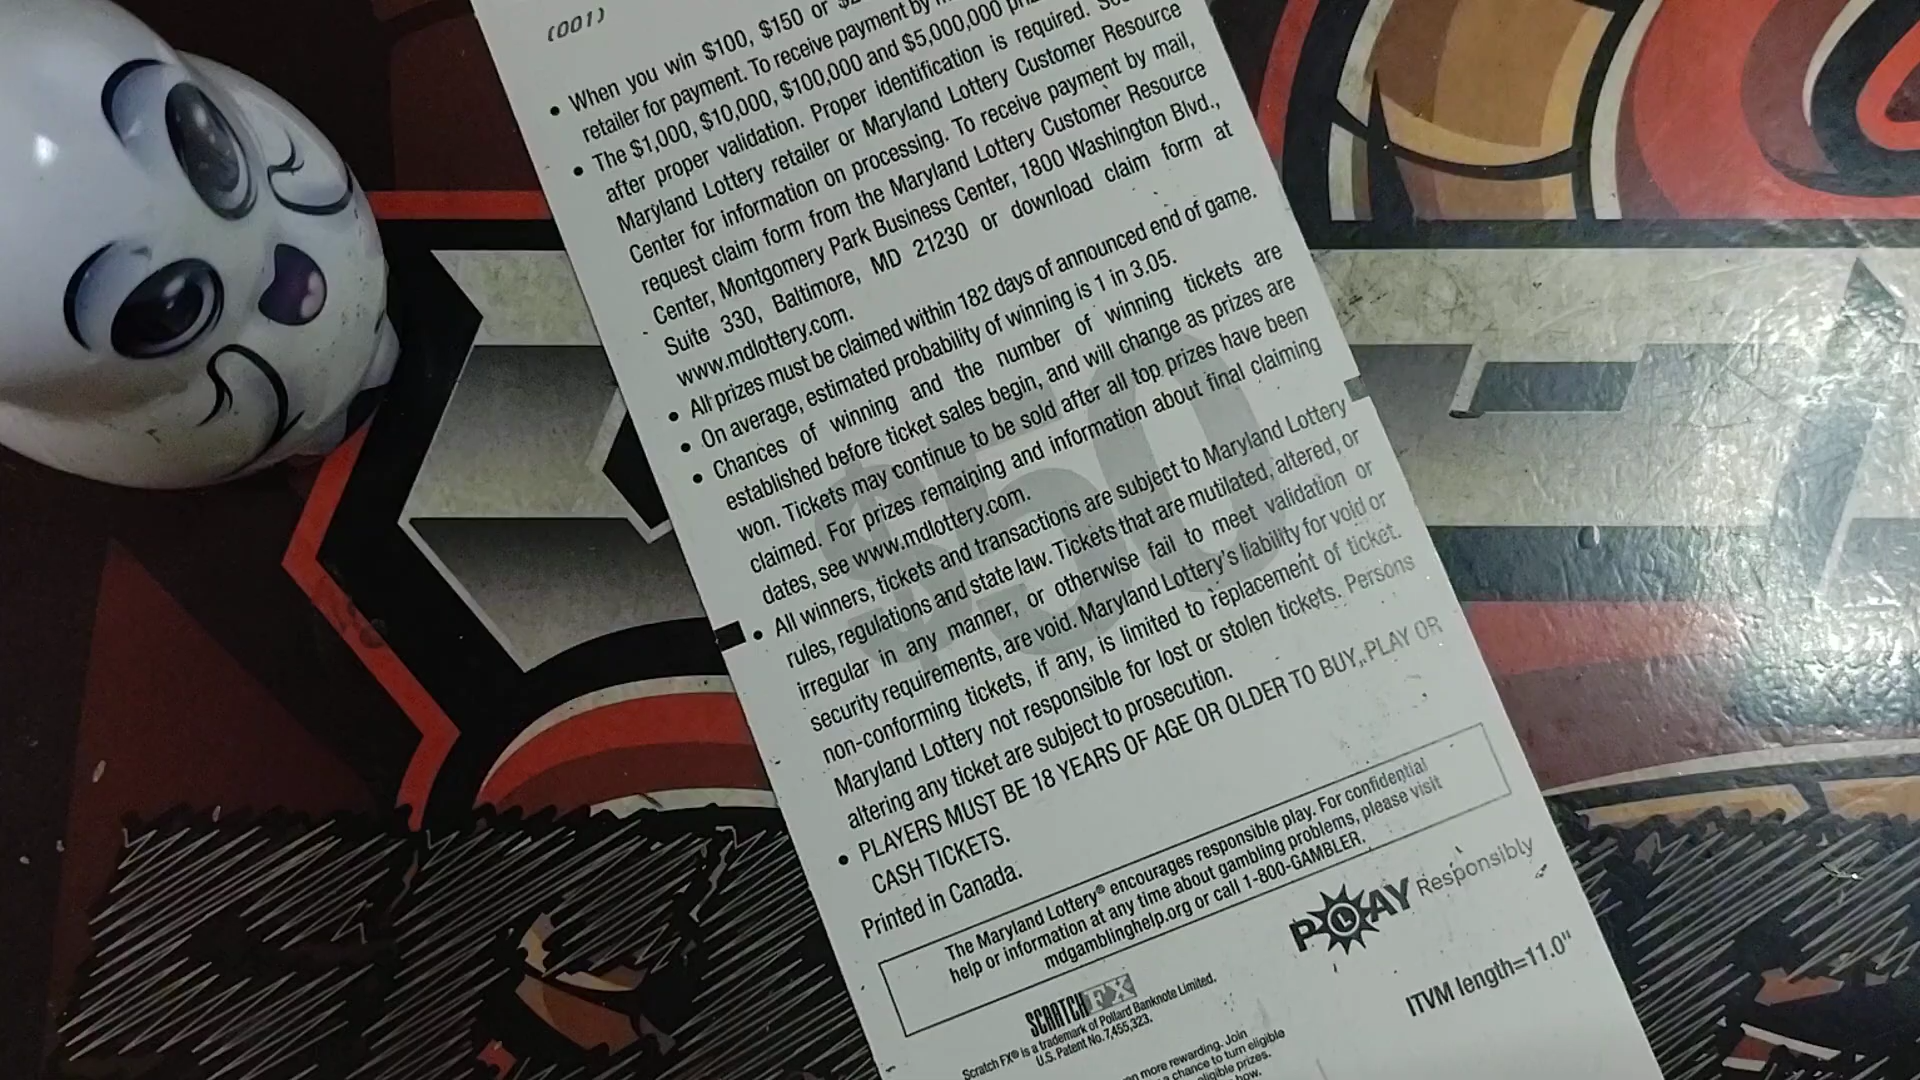 (001)
• When you win $100, $150 or
retailer for payment. To receive payment by
• The $1,000, $10,000, $100,000 and $5,000,000
after proper validation. Proper identification is required.
Maryland Lottery retailer or Maryland Lottery Customer Resource
Center for information on processing. To receive payment by mail,
request claim form from the Maryland Lottery Customer Resource
Center, Montgomery Park Business Center, 1800 Washington Blvd.,
Suite 330, Baltimore, MD 21230 or download claim form at
www.mdlottery.com.
• All prizes must be claimed within 182 days of announced end of game.
• On average, estimated probability of winning is 1 in 3.05.
• Chances of winning and the number of winning tickets are
established before ticket sales begin, and will change as prizes are
won. Tickets may continue to be sold after all top prizes have been
claimed. For prizes remaining and information about final claiming
dates, see www.mdlottery.com.
• All winners, tickets and transactions are subject to Maryland Lottery
rules, regulations and state law. Tickets that are mutilated, altered, or
irregular in any manner, or otherwise fail to meet validation or
security requirements, are void. Maryland Lottery's liability for void or
non-conforming tickets, if any, is limited to replacement of ticket.
Maryland Lottery not responsible for lost or stolen tickets. Persons
altering any ticket are subject to prosecution.
• PLAYERS MUST BE 18 YEARS OF AGE OR OLDER TO BUY, PLAY OR
CASH TICKETS.
Printed in Canada.
$50
The Maryland Lottery® encourages responsible play. For confidential
help or information at any time about gambling problems, please visit
mdgamblinghelp.org or call 1-800-GAMBLER.
PLAY Responsibly
SCRATCH FX
Scratch FX® is a trademark of Pollard Banknote Limited.
U.S. Patent No. 7,455,323.
ITVM length=11.0"
more rewarding. Join
chance to turn eligible
eligible prizes.
how.